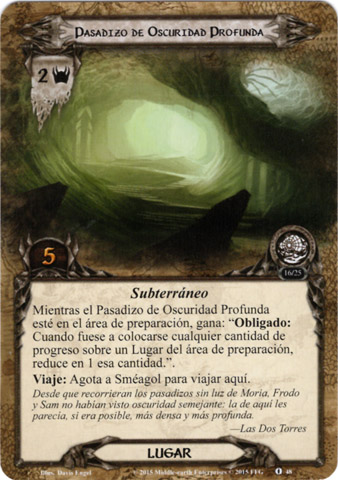 Pasadizo de Oscuridad Profunda
2
5
16/25
Subterráneo
Mientras el Pasadizo de Oscuridad Profunda
esté en el área de preparación, gana: “Obligado:
Cuando fuese a colocarse cualquier cantidad de
progreso sobre un Lugar del área de preparación,
reduce en 1 esa cantidad.”.
Viaje: Agota a Sméagol para viajar aquí.
Desde que recorrieran los pasadizos sin luz de Moria, Frodo
y Sam no habían visto oscuridad semejante: la de aquí les
parecía, si era posible, más densa y más profunda.
—Las Dos Torres
LUGAR
Illus. David Engel
© 2015 Middle-earth Enterprises © 2015 FFG
48